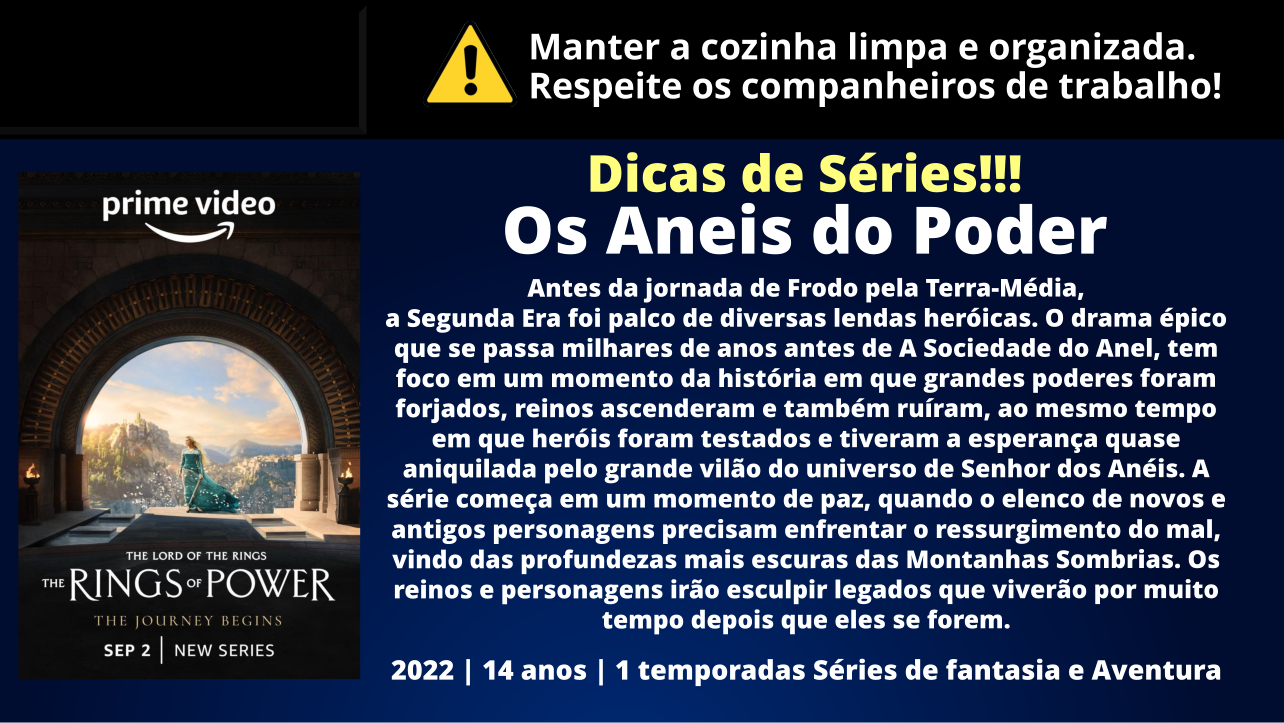 Manter a cozinha limpa e organizada.
Respeite os companheiros de trabalho!
Dicas de Séries!!!
Os Aneis do Poder
Antes da jornada de Frodo pela Terra-Média,
a Segunda Era foi palco de diversas lendas heróicas. O drama épico
que se passa milhares de anos antes de A Sociedade do Anel, tem
foco em um momento da história em que grandes poderes foram
forjados, reinos ascenderam e também ruíram, ao mesmo tempo
em que heróis foram testados e tiveram a esperança quase
aniquilada pelo grande vilão do universo de Senhor dos Anéis. A
série começa em um momento de paz, quando o elenco de novos e
antigos personagens precisam enfrentar o ressurgimento do mal,
vindo das profundezas mais escuras das Montanhas Sombrias. Os
reinos e personagens irão esculpir legados que viverão por muito
tempo depois que eles se forem.
2022 | 14 anos | 1 temporadas Séries de fantasia e Aventura
prime video
THE LORD OF THE RINGS
THE RINGS OF POWER
THE JOURNEY BEGINS
SEP 2 | NEW SERIES